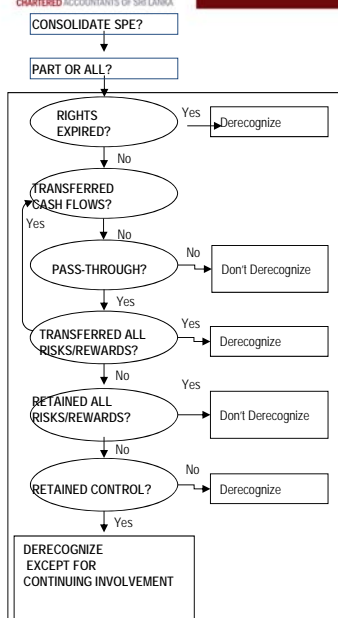 CHARTERED ACCOUNTANTS OF SRI LANKA
CONSOLIDATE SPE?
PART OR ALL?
RIGHTS
EXPIRED?
Yes
Derecognize
No
TRANSFERRED
CASH FLOWS?
Yes
No
PASS-THROUGH?
No
Don't Derecognize
Yes
TRANSFERRED ALL
RISKS/REWARDS?
Yes
Derecognize
No
RETAINED ALL
RISKS/REWARDS?
Yes
Don't Derecognize
No
RETAINED CONTROL?
No
Derecognize
Yes
DERECOGNIZE
EXCEPT FOR
CONTINUING INVOLVEMENT